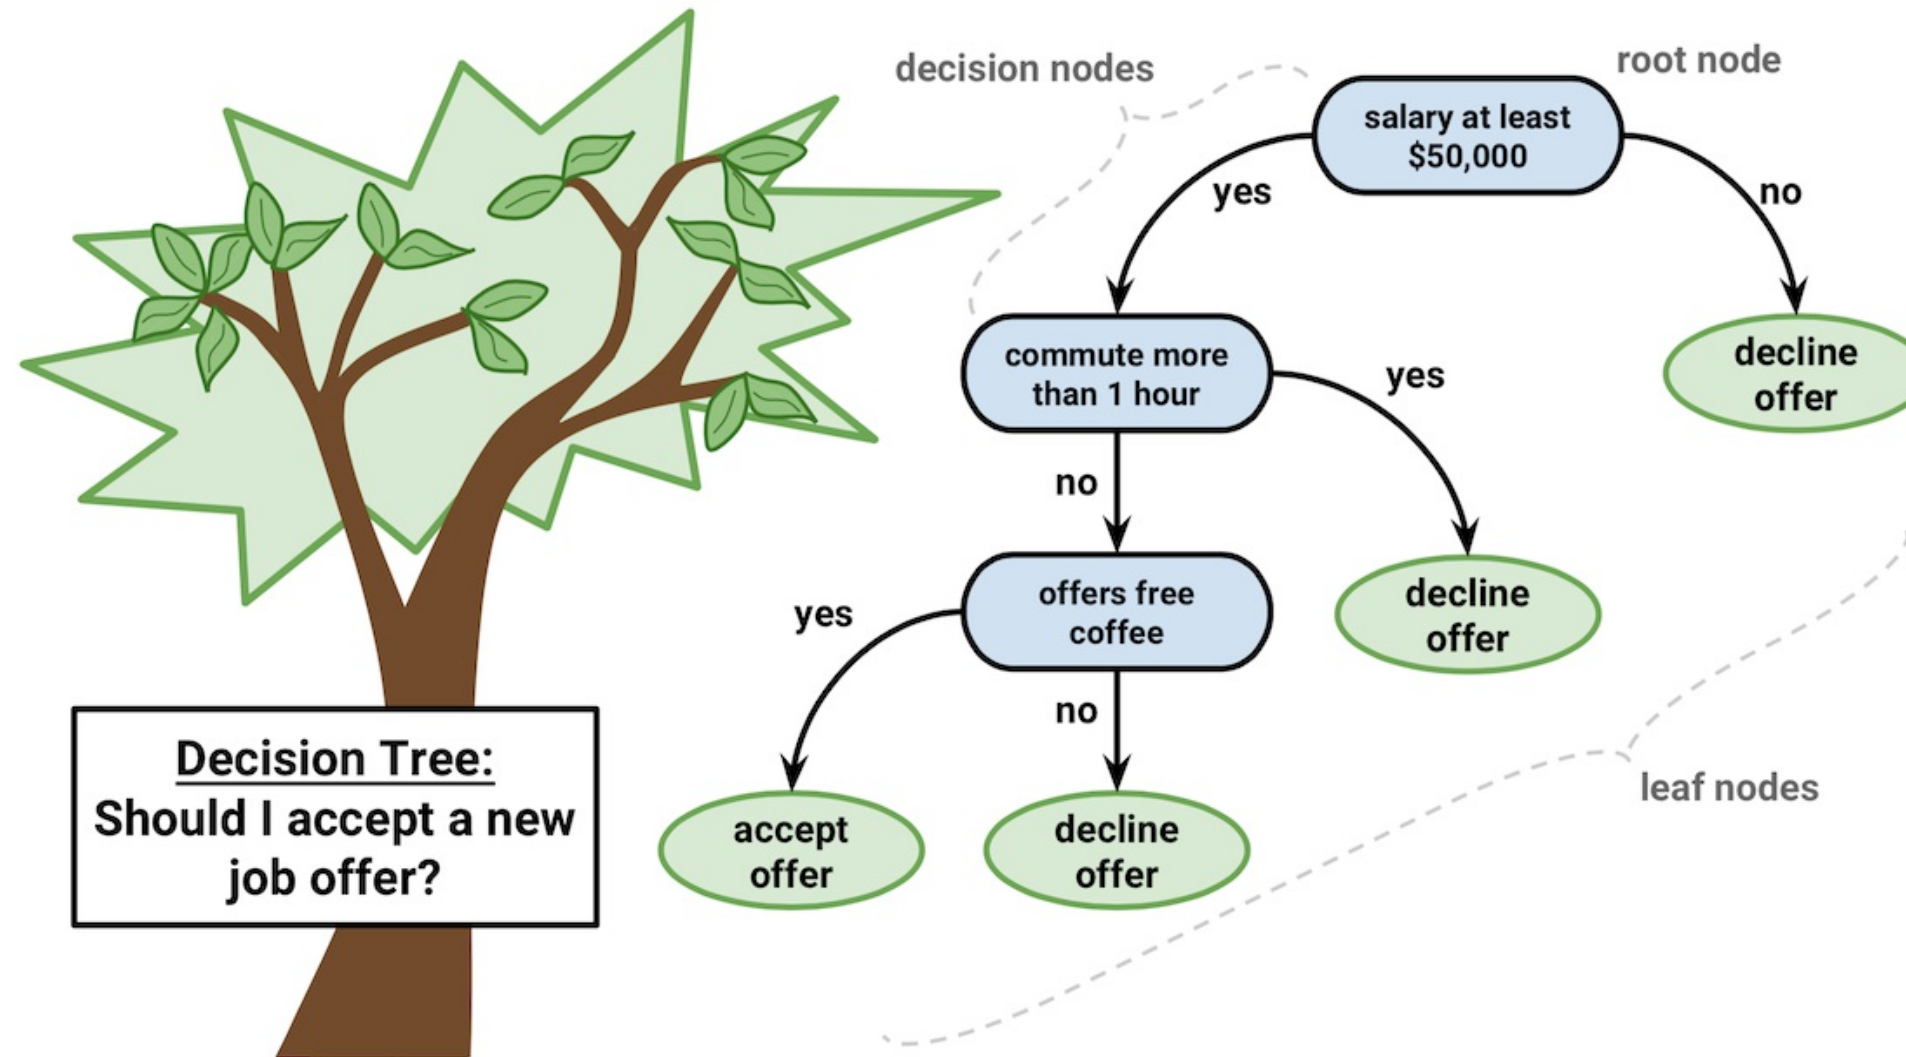 decision nodes
root node
salary at least
$50,000
yes
no
commute more
than 1 hour
yes
decline
offer
no
offers free
coffee
decline
offer
yes
no
Decision Tree:
Should I accept a new
job offer?
accept
offer
decline
offer
leaf nodes